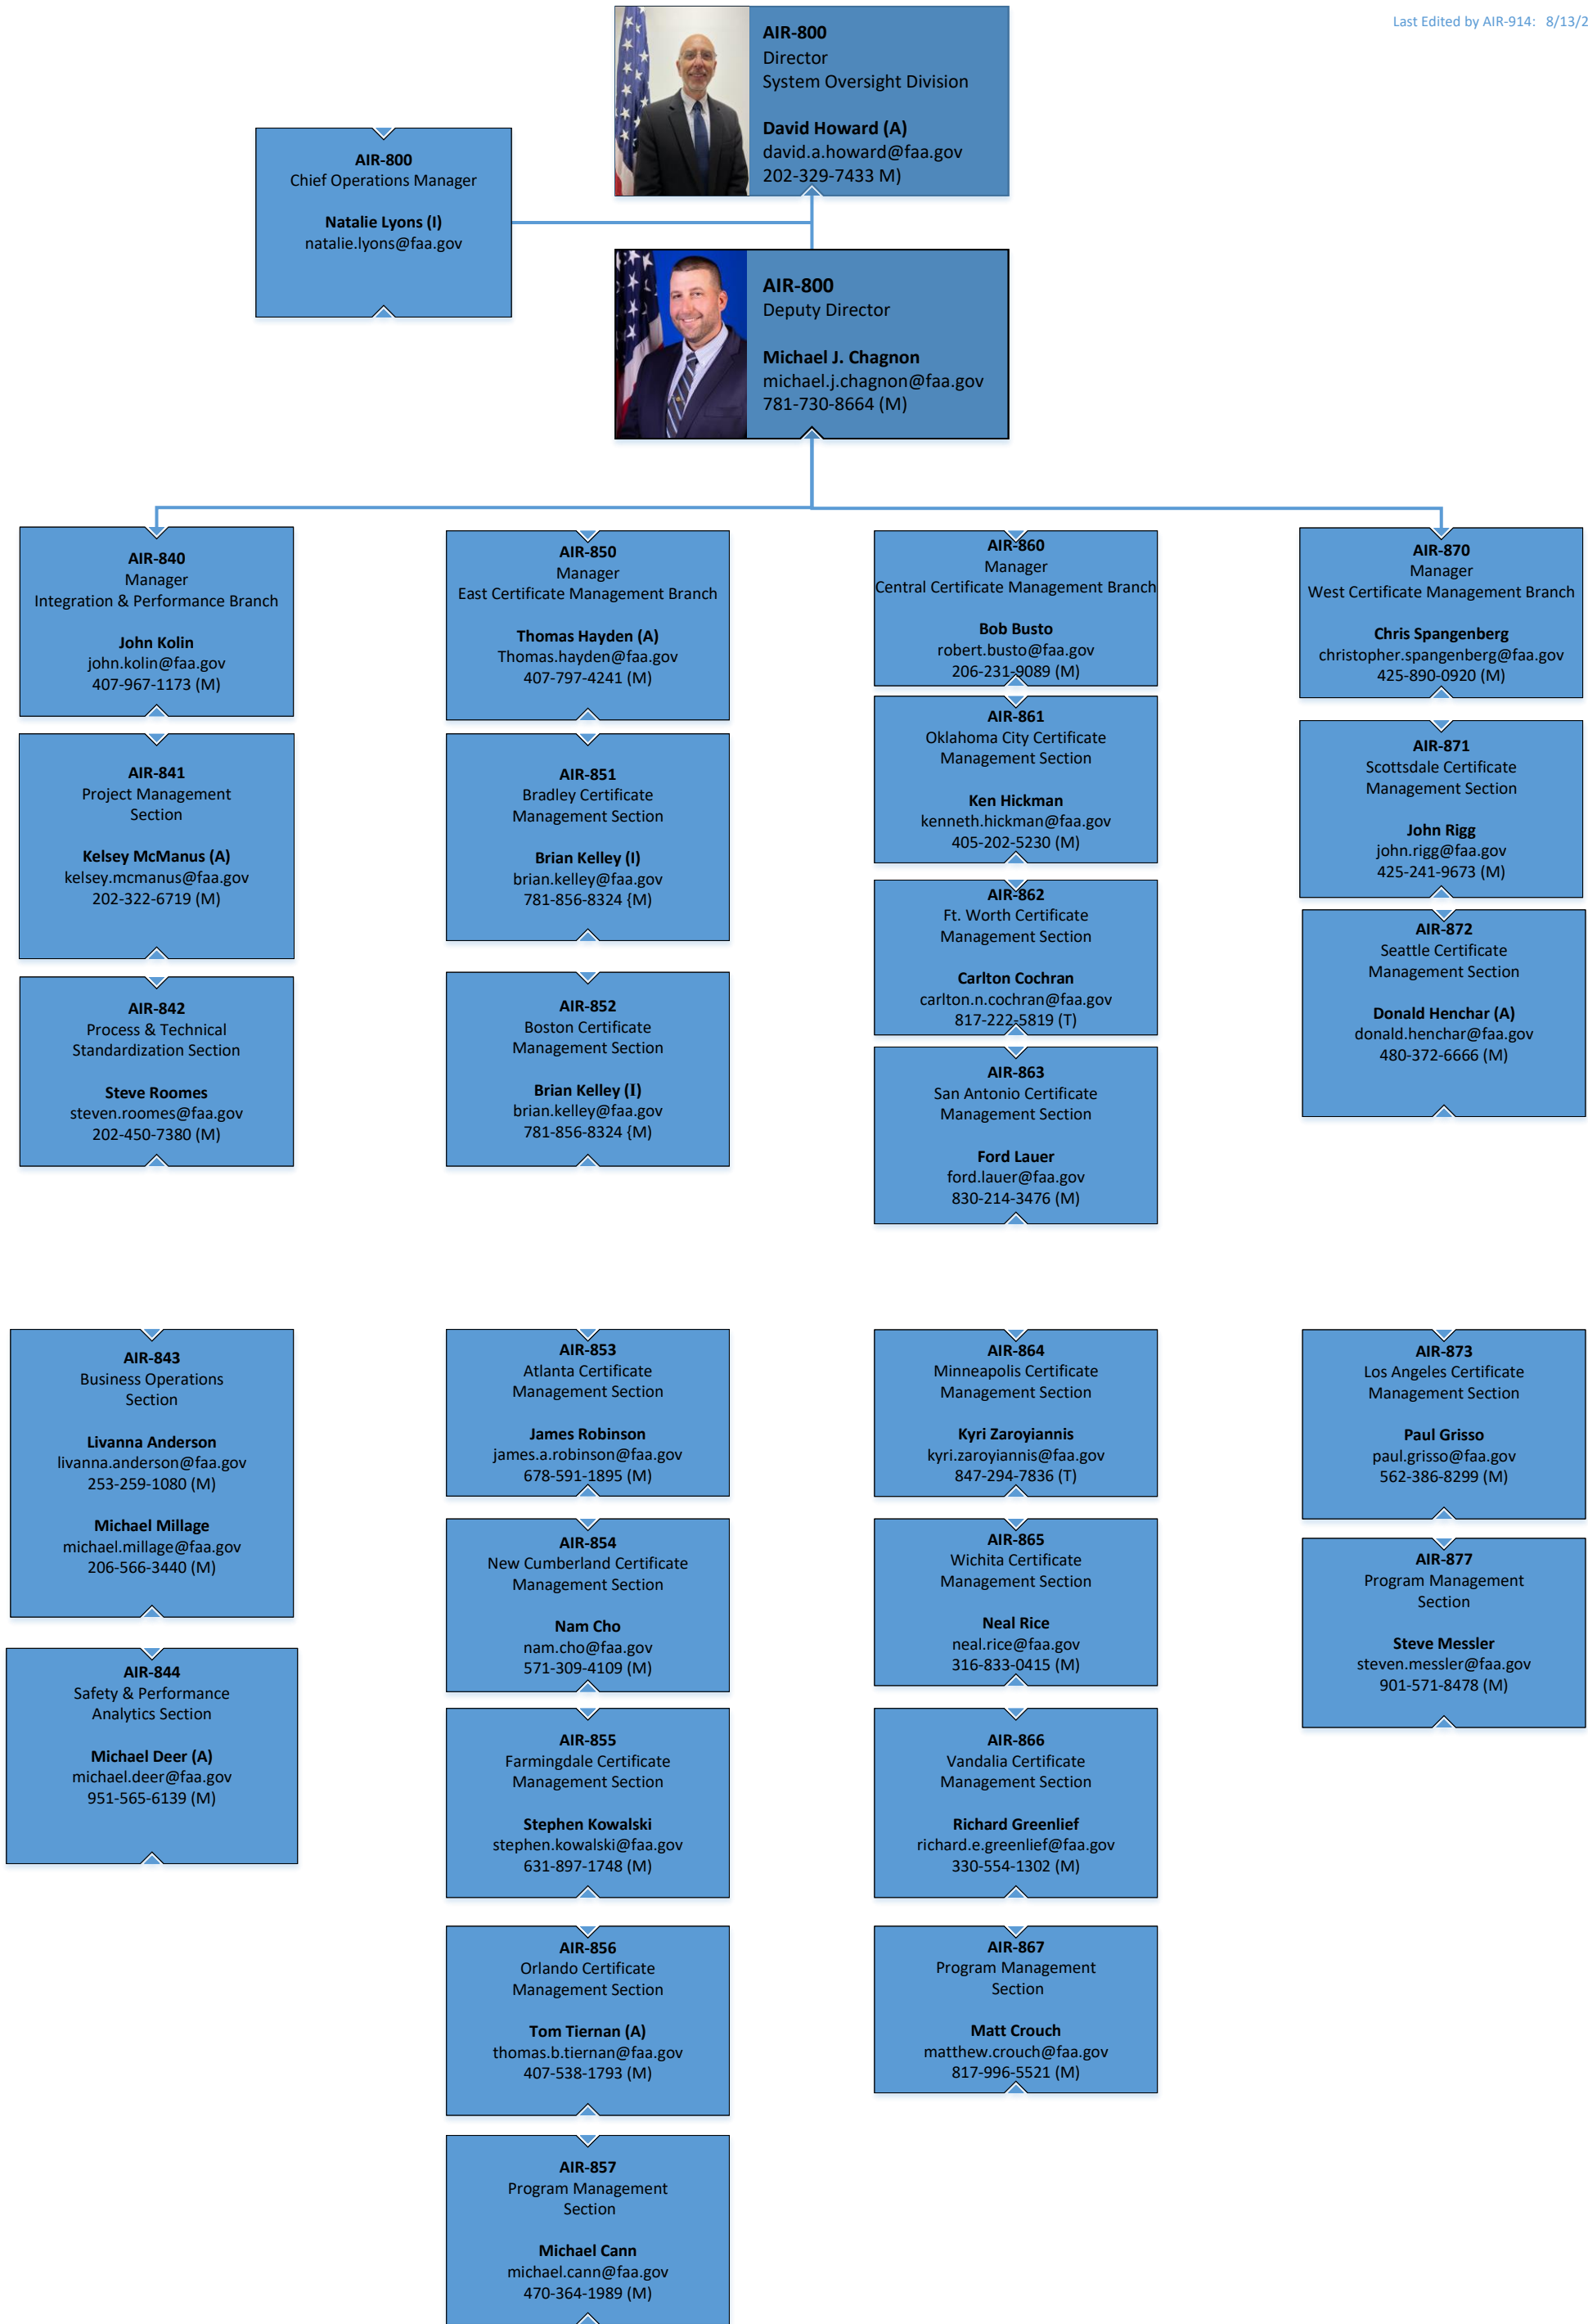 Last Edited by AIR-914: 8/13/2
AIR-800
Director
System Oversight Division
David Howard (A)
david.a.howard@faa.gov
202-329-7433 M)
AIR-800
Chief Operations Manager
Natalie Lyons (I)
natalie.lyons@faa.gov
AIR-800
Deputy Director
Michael J. Chagnon
michael.j.chagnon@faa.gov
781-730-8664 (M)
AIR-840
Manager
Integration & Performance Branch
John Kolin
john.kolin@faa.gov
407-967-1173 (M)
AIR-841
Project Management
Section
Kelsey McManus (A)
kelsey.mcmanus@faa.gov
202-322-6719 (M)
AIR-842
Process & Technical
Standardization Section
Steve Roomes
steven.roomes@faa.gov
202-450-7380 (M)
AIR-850
Manager
East Certificate Management Branch
Thomas Hayden (A)
Thomas.hayden@faa.gov
407-797-4241 (M)
AIR-851
Bradley Certificate
Management Section
Brian Kelley (I)
brian.kelley@faa.gov
781-856-8324 {M)
AIR-852
Boston Certificate
Management Section
Brian Kelley (I)
brian.kelley@faa.gov
781-856-8324 {M)
AIR-860
Manager
Central Certificate Management Branch
Bob Busto
robert.busto@faa.gov
206-231-9089 (M)
AIR-861
Oklahoma City Certificate
Management Section
Ken Hickman
kenneth.hickman@faa.gov
405-202-5230 (M)
AIR-862
Ft. Worth Certificate
Management Section
Carlton Cochran
carlton.n.cochran@faa.gov
817-222-5819 (T)
AIR-863
San Antonio Certificate
Management Section
Ford Lauer
ford.lauer@faa.gov
830-214-3476 (M)
AIR-870
Manager
West Certificate Management Branch
Chris Spangenberg
christopher.spangenberg@faa.gov
425-890-0920 (M)
AIR-871
Scottsdale Certificate
Management Section
John Rigg
john.rigg@faa.gov
425-241-9673 (M)
AIR-872
Seattle Certificate
Management Section
Donald Henchar (A)
donald.henchar@faa.gov
480-372-6666 (M)
AIR-843
Business Operations
Section
Livanna Anderson
livanna.anderson@faa.gov
253-259-1080 (M)
Michael Millage
michael.millage@faa.gov
206-566-3440 (M)
AIR-844
Safety & Performance
Analytics Section
Michael Deer (A)
michael.deer@faa.gov
951-565-6139 (M)
AIR-853
Atlanta Certificate
Management Section
James Robinson
james.a.robinson@faa.gov
678-591-1895 (M)
AIR-854
New Cumberland Certificate
Management Section
Nam Cho
nam.cho@faa.gov
571-309-4109 (M)
AIR-855
Farmingdale Certificate
Management Section
Stephen Kowalski
stephen.kowalski@faa.gov
631-897-1748 (M)
AIR-856
Orlando Certificate
Management Section
Tom Tiernan (A)
thomas.b.tiernan@faa.gov
407-538-1793 (M)
AIR-857
Program Management
Section
Michael Cann
michael.cann@faa.gov
470-364-1989 (M)
AIR-864
Minneapolis Certificate
Management Section
Kyri Zaroyiannis
kyri.zaroyiannis@faa.gov
847-294-7836 (T)
AIR-865
Wichita Certificate
Management Section
Neal Rice
neal.rice@faa.gov
316-833-0415 (M)
AIR-866
Vandalia Certificate
Management Section
Richard Greenlief
richard.e.greenlief@faa.gov
330-554-1302 (M)
AIR-867
Program Management
Section
Matt Crouch
matthew.crouch@faa.gov
817-996-5521 (M)
AIR-873
Los Angeles Certificate
Management Section
Paul Grisso
paul.grisso@faa.gov
562-386-8299 (M)
AIR-877
Program Management
Section
Steve Messler
steven.messler@faa.gov
901-571-8478 (M)